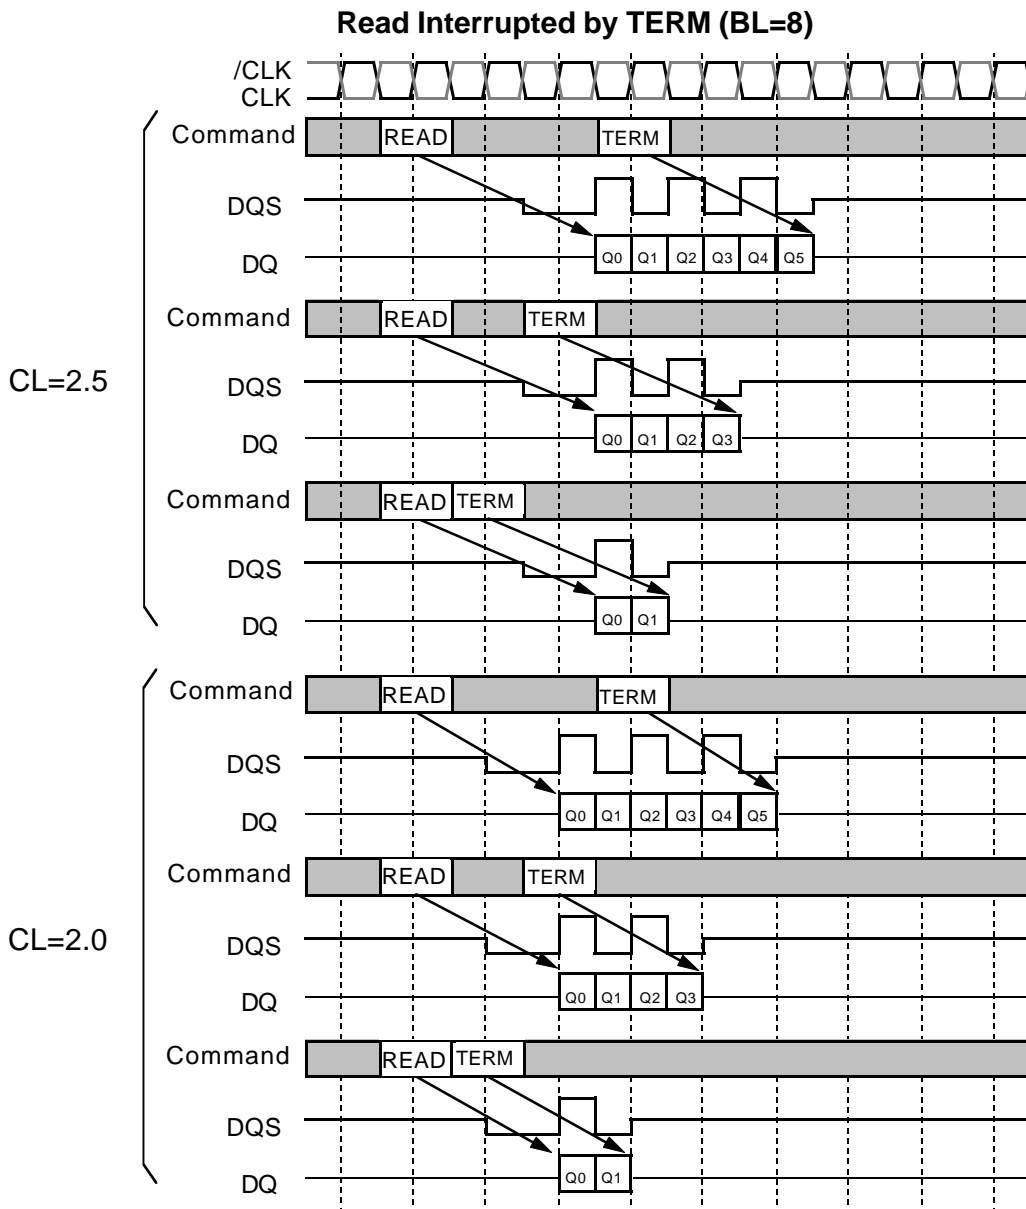 Read Interrupted by TERM (BL=8)
/CLK
CLK
Command READ TERM
DQS
DQ Q0 Q1 Q2 Q3 Q4 Q5
Command READ TERM
CL=2.5
DQS
DQ Q0 Q1 Q2 Q3
Command READ TERM
DQS
DQ Q0 Q1
Command READ TERM
DQS
DQ Q0 Q1 Q2 Q3 Q4 Q5
Command READ TERM
CL=2.0
DQS
DQ Q0 Q1 Q2 Q3
Command READ TERM
DQS
DQ Q0 Q1